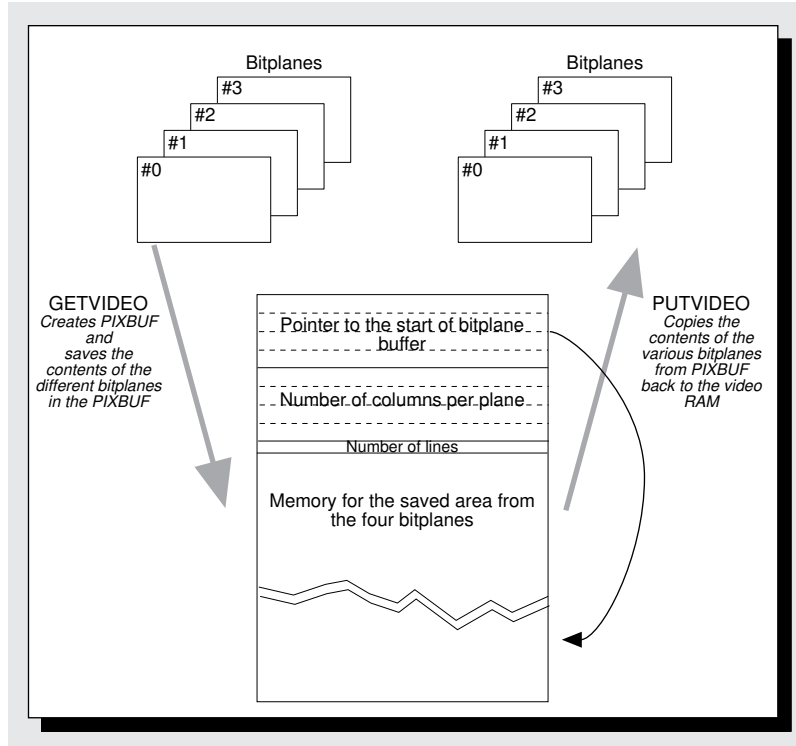 Bitplanes
#3
#2
#1
#0
Bitplanes
#3
#2
#1
#0
GETVIDEO
Creates PIXBUF
and
saves the
contents of the
different bitplanes
in the PIXBUF
Pointer to the start of bitplane
buffer
Number of columns per plane
Number of lines
Memory for the saved area from
the four bitplanes
PUTVIDEO
Copies the
contents of the
various bitplanes
from PIXBUF
back to the video
RAM